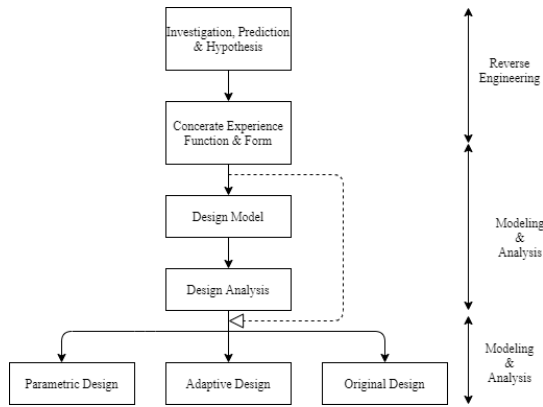 Investigation, Prediction
& Hypothesis
Reverse
Engineering
Concerate Experience
Function & Form
Design Model
Modeling
&
Analysis
Design Analysis
Parametric Design
Adaptive Design
Original Design
Modeling
&
Analysis